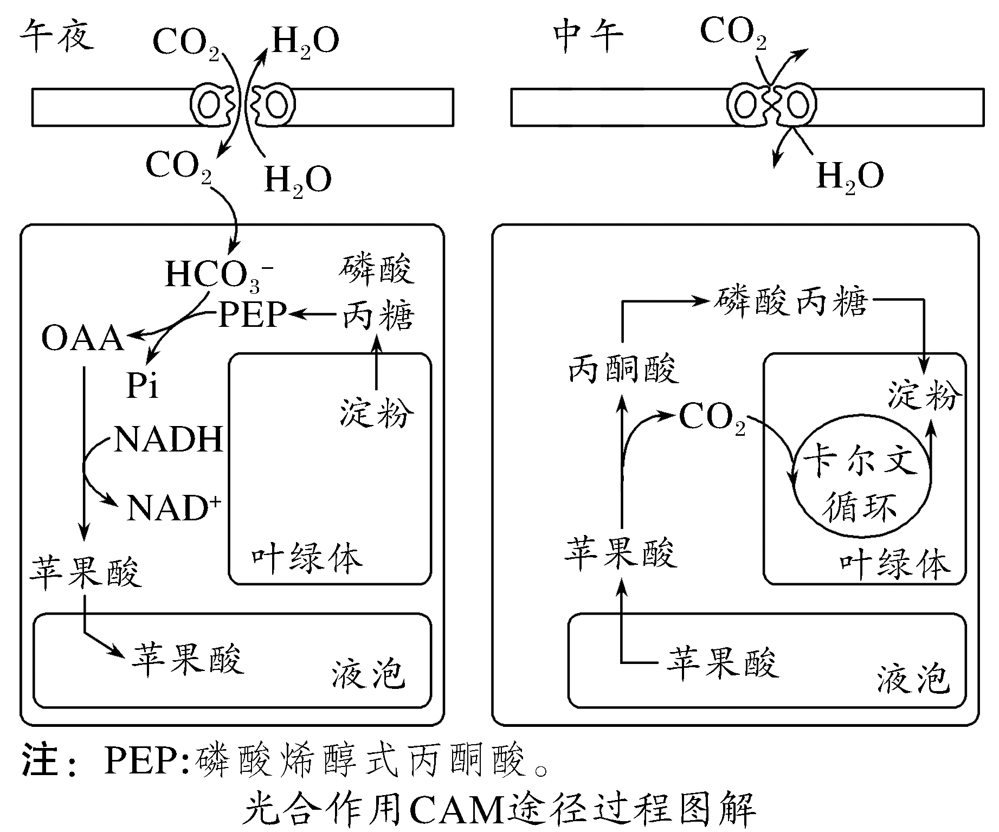 午夜
CO₂
H₂O
CO₂
H₂O
HCO₃⁻
磷酸
丙糖
PEP
OAA
Pi
淀粉
NADH
NAD⁺
叶绿体
苹果酸
苹果酸
液泡
中午
CO₂
H₂O
磷酸丙糖
丙酮酸
淀粉
CO₂
卡尔文
循环
苹果酸
叶绿体
苹果酸
液泡
注：PEP:磷酸烯醇式丙酮酸。
光合作用CAM途径过程图解